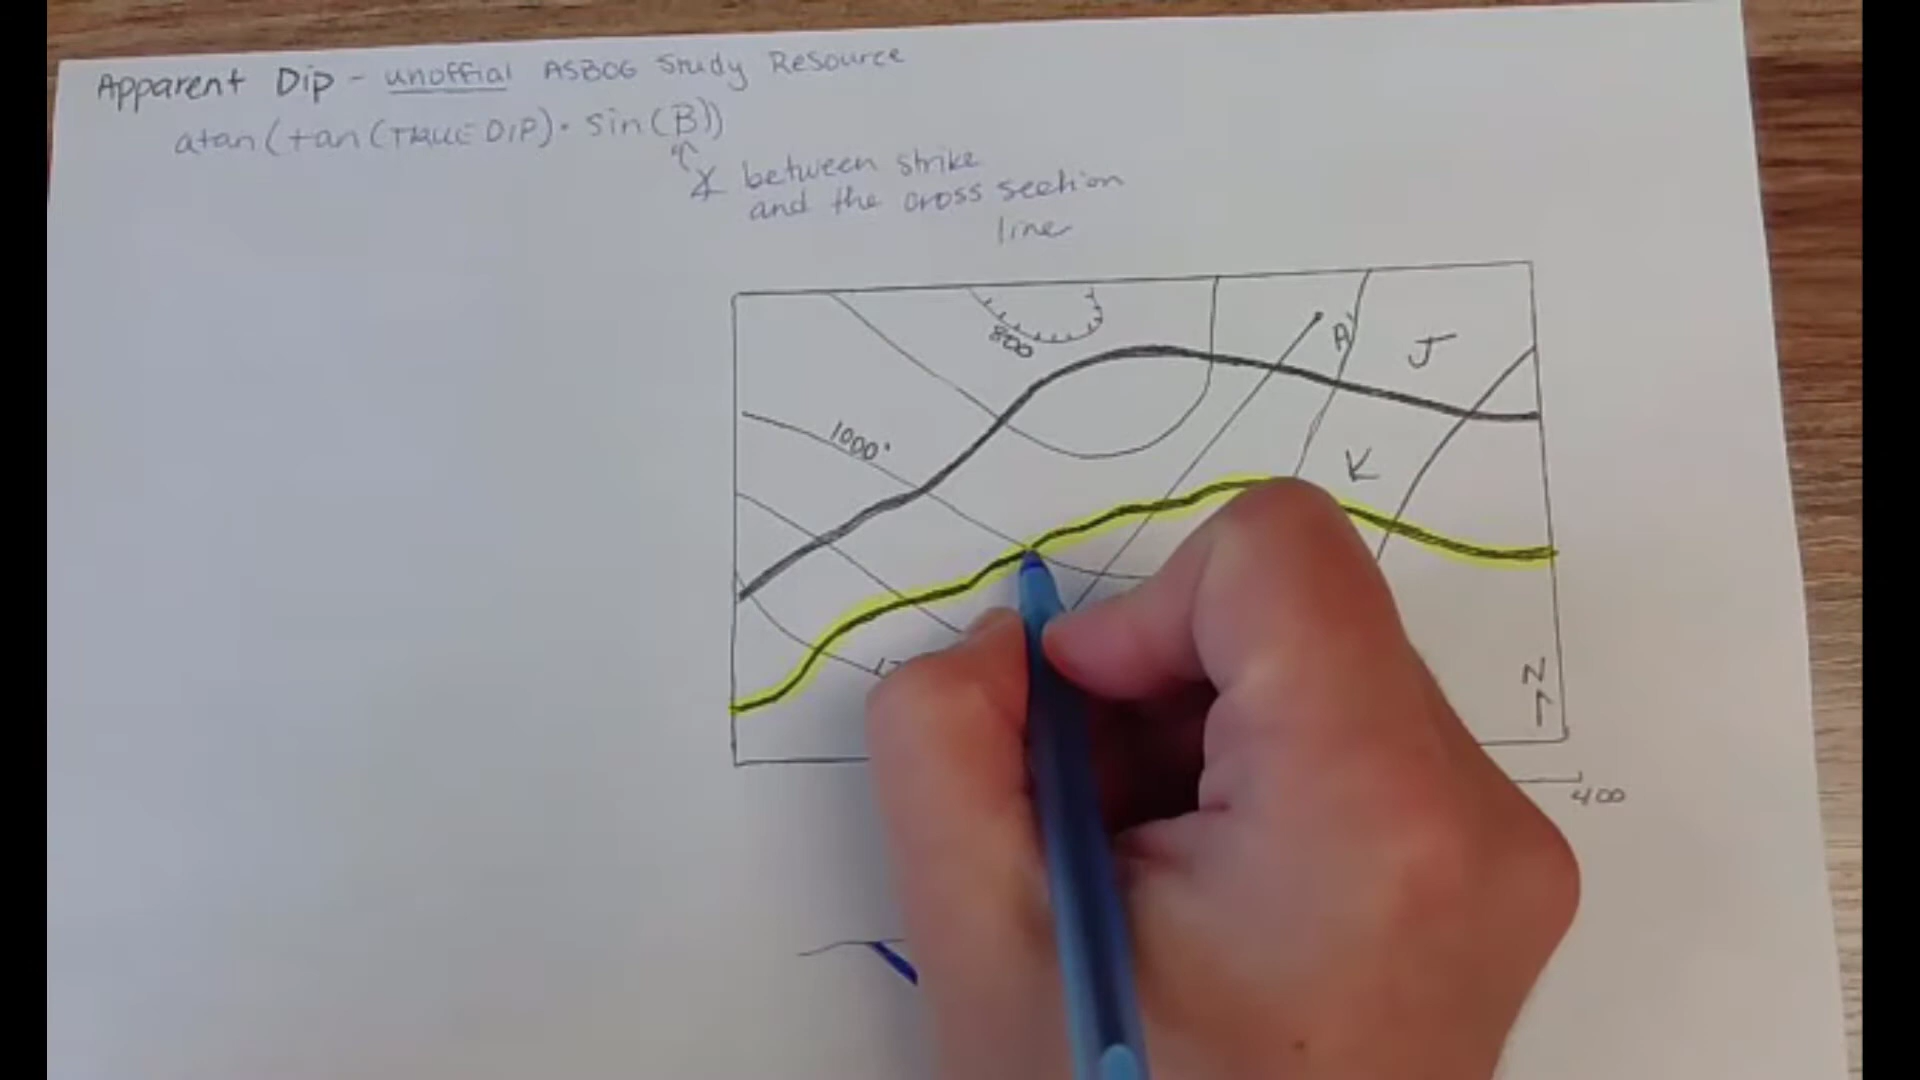 Apparent Dip - unoffial ASBOG Study Resource
atan(tan(TRUE DIP) · sin(B))
∡ between strike
and the cross section
line
800
A'
J
1000'
K
N
400